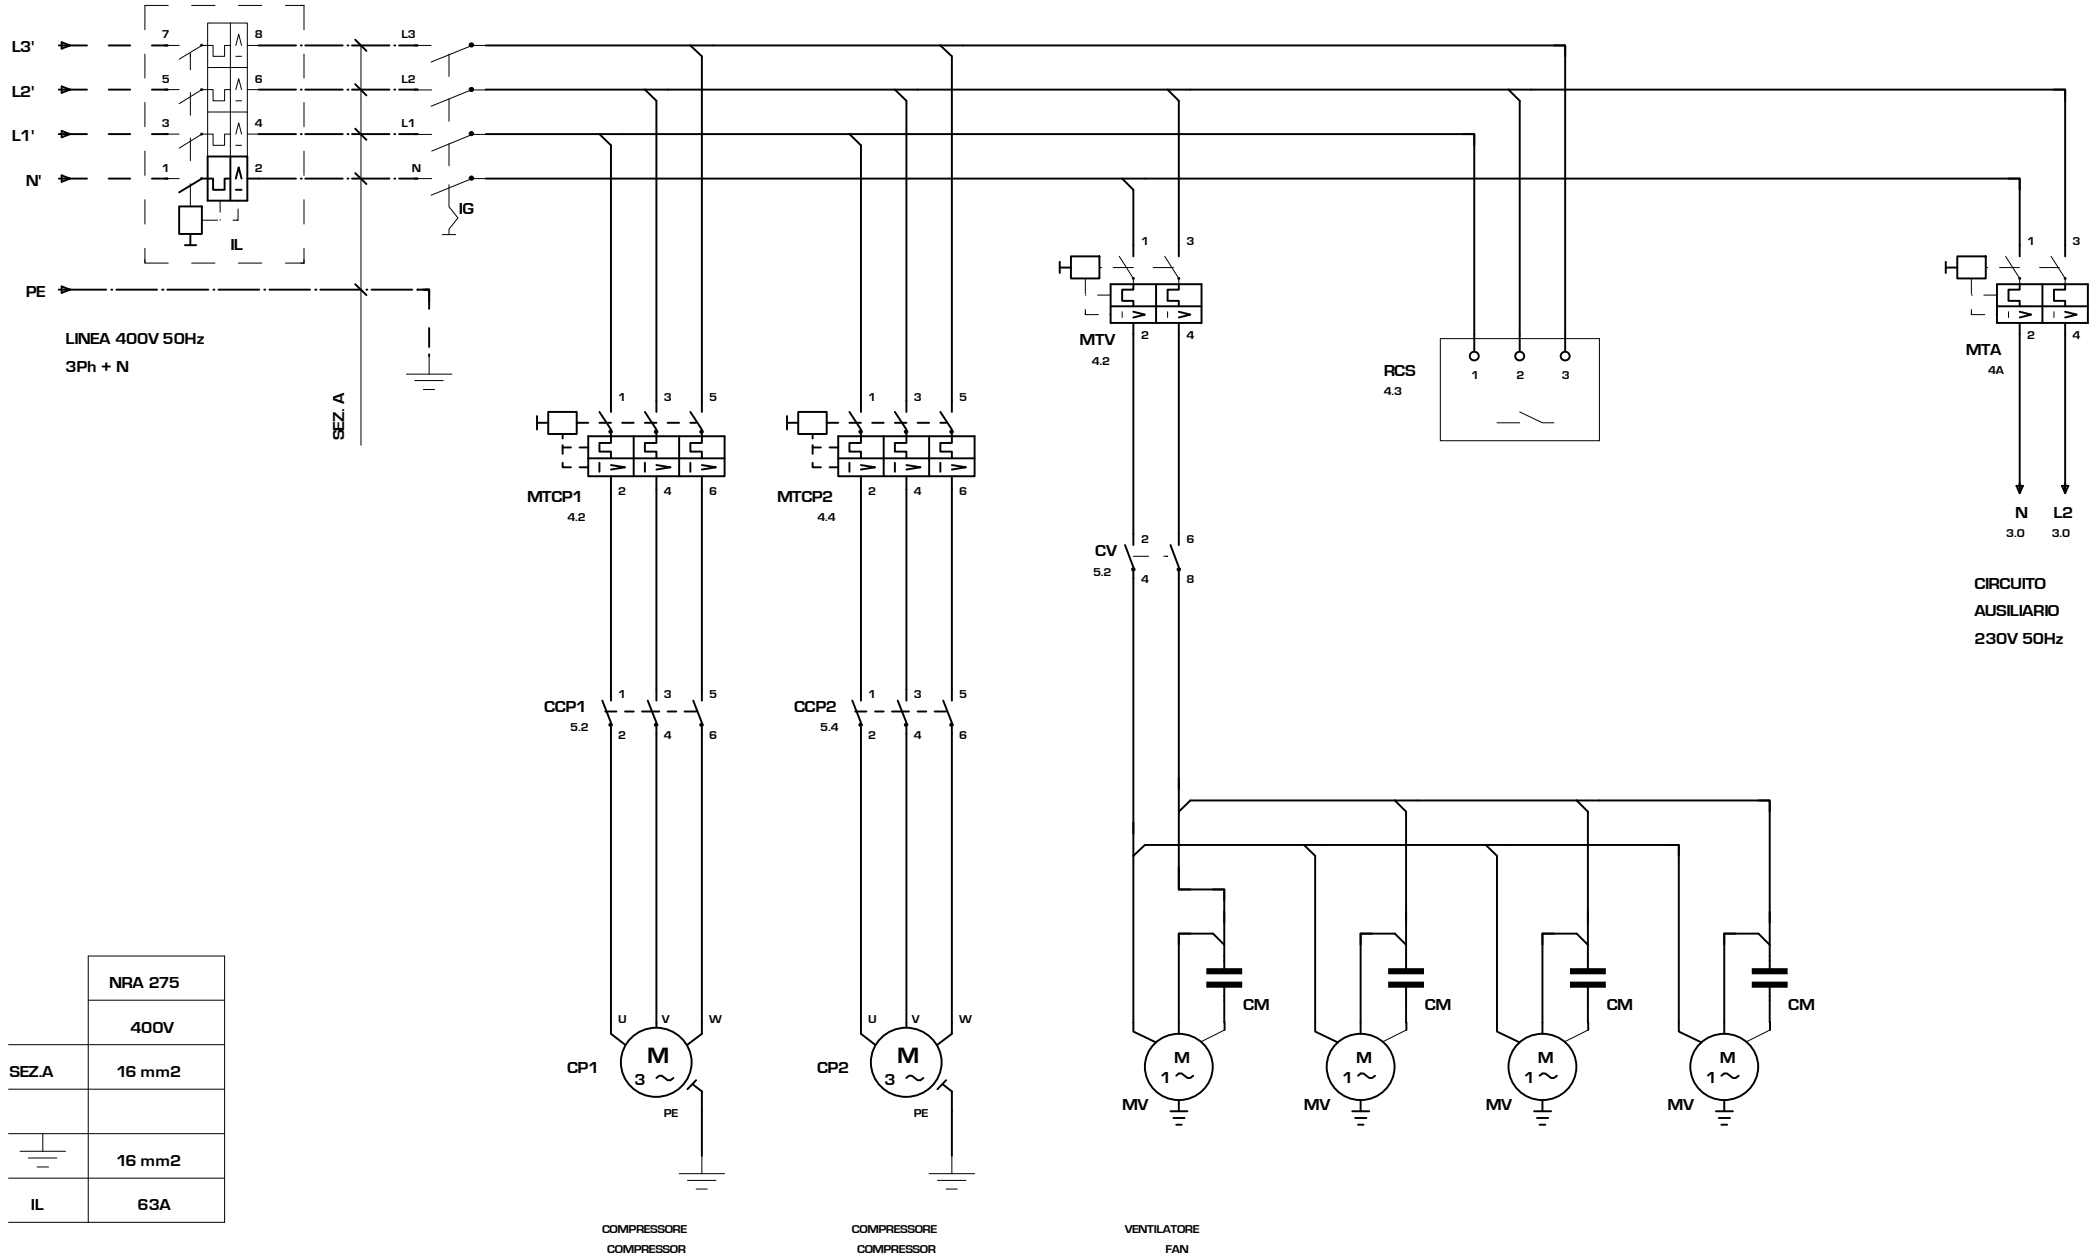 7 8 L3
L3'
5 6 L2
L2'
3 4 L1
L1'
1 2 N
N'
IG
IL
PE
LINEA 400V 50Hz
3Ph + N
SEZ. A
1 3
MTV 2 4
4.2
RCS 1 2 3
4.3
1 3
MTA 2 4
4A
1 3 5
MTCP1 2 4 6
4.2
1 3 5
MTCP2 2 4 6
4.4
N L2
3.0 3.0
CIRCUITO
AUSILIARIO
230V 50Hz
CV 2 6
5.2 4 8
1 3 5
CCP1
5.2 2 4 6
1 3 5
CCP2
5.4 2 4 6
NRA 275
400V
SEZ.A 16 mm2
16 mm2
IL 63A
U V W
CP1 M
3 ~
PE
U V W
CP2 M
3 ~
PE
CM CM CM CM
M M M M
1 ~ 1 ~ 1 ~ 1 ~
MV MV MV MV
COMPRESSORE COMPRESSORE VENTILATORE
COMPRESSOR COMPRESSOR FAN